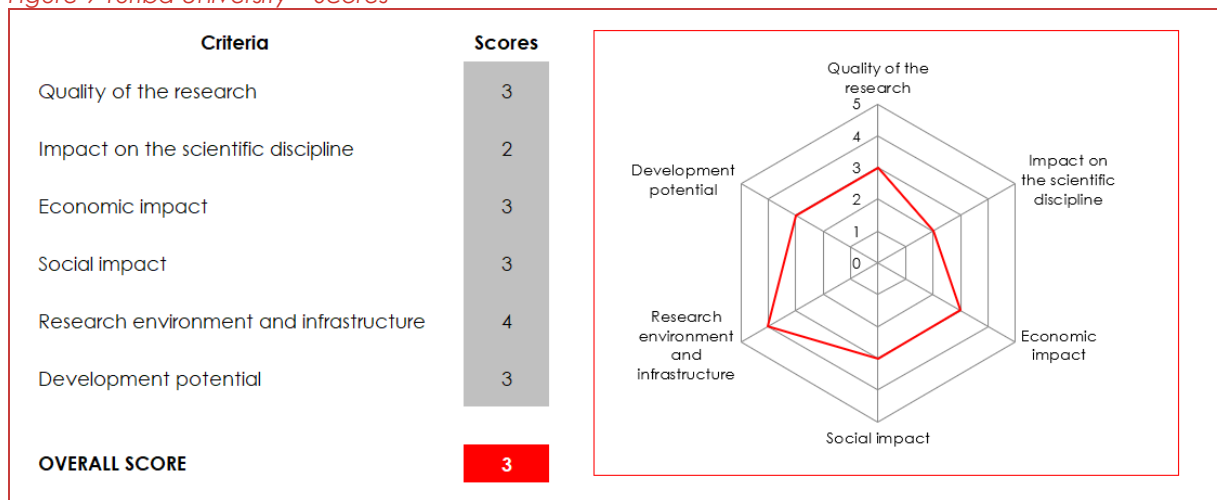 Criteria Scores
Quality of the research 3
Impact on the scientific discipline 2
Economic impact 3
Social impact 3
Research environment and infrastructure 4
Development potential 3
OVERALL SCORE 3
Quality of the
research
5
4
3
2
1
0
Impact on
the scientific
discipline
Economic
impact
Social impact
Research
environment
and
infrastructure
Development
potential